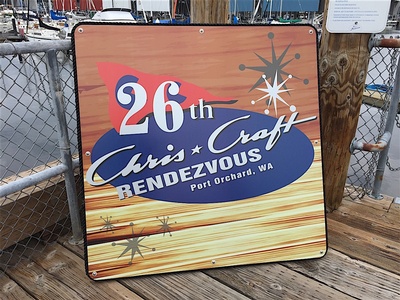 26th
Chris Craft
RENDEZVOUS
Port Orchard, WA